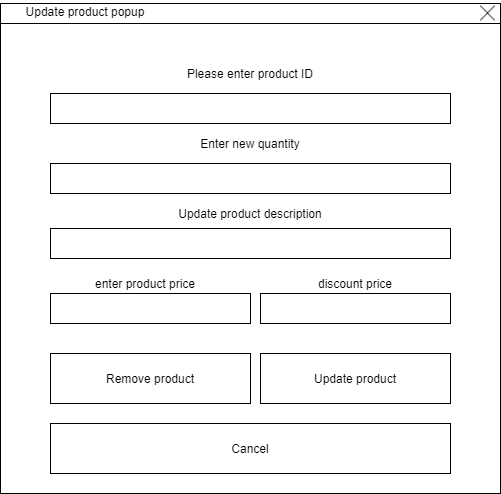 Update product popup
Please enter product ID
Enter new quantity
Update product description
enter product price
discount price
Remove product
Update product
Cancel